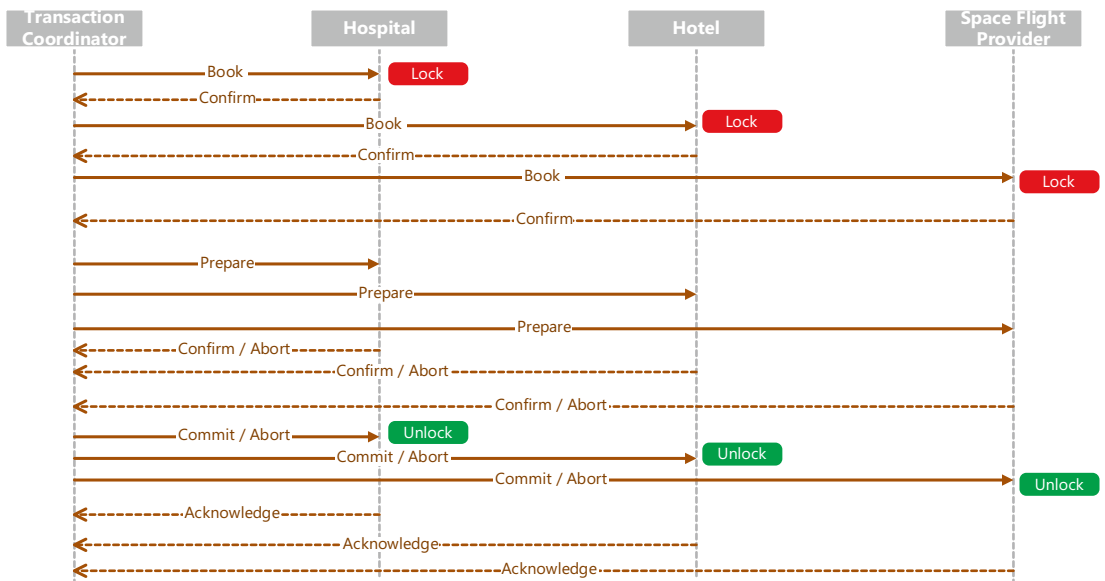 Transaction
Coordinator
Hospital
Hotel
Space Flight
Provider
Book
Lock
Confirm
Book
Lock
Confirm
Book
Lock
Confirm
Prepare
Prepare
Prepare
Confirm / Abort
Confirm / Abort
Confirm / Abort
Commit / Abort
Unlock
Commit / Abort
Unlock
Commit / Abort
Unlock
Acknowledge
Acknowledge
Acknowledge